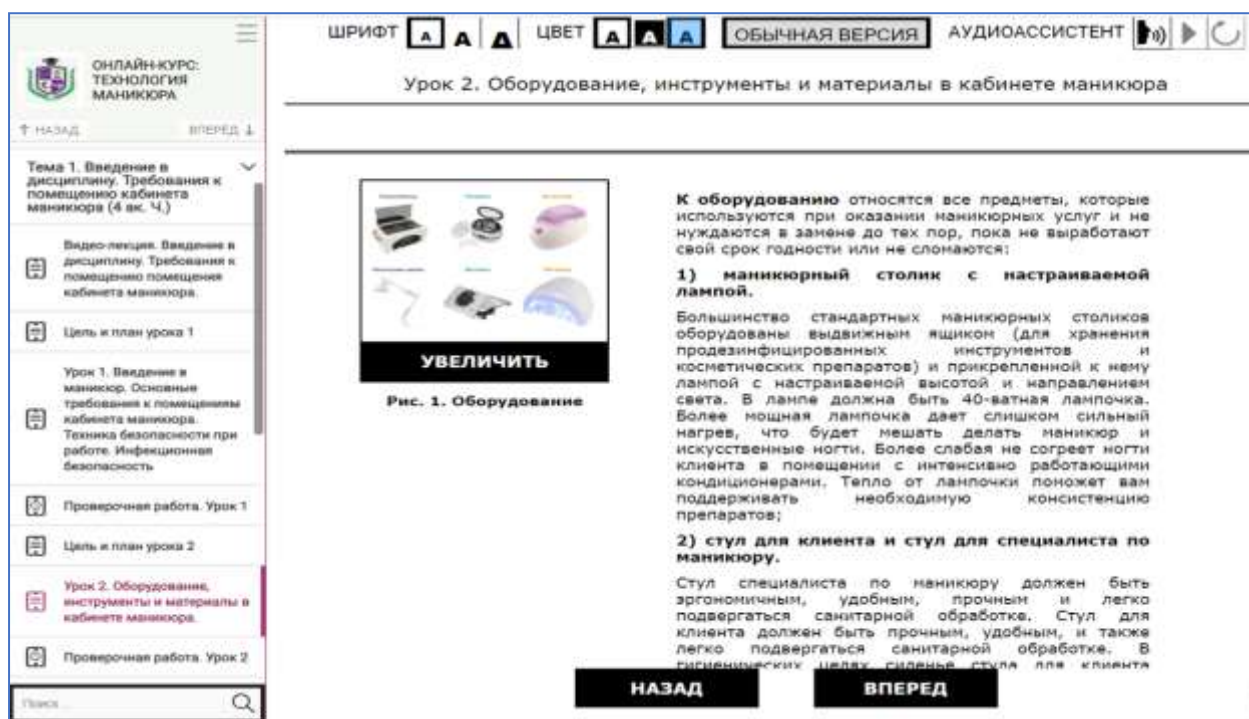 ШРИФТ А А А ЦВЕТ А А А ОБЫЧНАЯ ВЕРСИЯ АУДИОАССИСТЕНТ
ОНЛАЙН-КУРС:
ТЕХНОЛОГИЯ
МАНИКЮРА
↑ НАЗАД ВПЕРЁД ↓
Тема 1. Введение в
дисциплину. Требования к
помещению кабинета
маникюра (4 ак. Ч.)
Видео-лекция. Введение в
дисциплину. Требования к
помещению помещения
кабинета маникюра.
Цель и план урока 1
Урок 1. Введение в
маникюр. Основные
требования к помещениям
кабинета маникюра.
Техника безопасности при
работе. Инфекционная
безопасность
Проверочная работа. Урок 1
Цель и план урока 2
Урок 2. Оборудование,
инструменты и материалы в
кабинете маникюра.
Проверочная работа. Урок 2
Поиск ...
Урок 2. Оборудование, инструменты и материалы в кабинете маникюра
УВЕЛИЧИТЬ
Рис. 1. Оборудование
К оборудованию относятся все предметы, которые
используются при оказании маникюрных услуг и не
нуждаются в замене до тех пор, пока не выработают
свой срок годности или не сломаются:
1) маникюрный столик с настраиваемой
лампой.
Большинство стандартных маникюрных столиков
оборудованы выдвижным ящиком (для хранения
продезинфицированных инструментов и
косметических препаратов) и прикрепленной к нему
лампой с настраиваемой высотой и направлением
света. В лампе должна быть 40-ватная лампочка.
Более мощная лампочка дает слишком сильный
нагрев, что будет мешать делать маникюр и
искусственные ногти. Более слабая не согреет ногти
клиента в помещении с интенсивно работающими
кондиционерами. Тепло от лампочки поможет вам
поддерживать необходимую консистенцию
препаратов;
2) стул для клиента и стул для специалиста по
маникюру.
Стул специалиста по маникюру должен быть
эргономичным, удобным, прочным и легко
подвергаться санитарной обработке. Стул для
клиента должен быть прочным, удобным, и также
легко подвергаться санитарной обработке. В
гигиенических целях сиденье стула для клиента
НАЗАД ВПЕРЕД